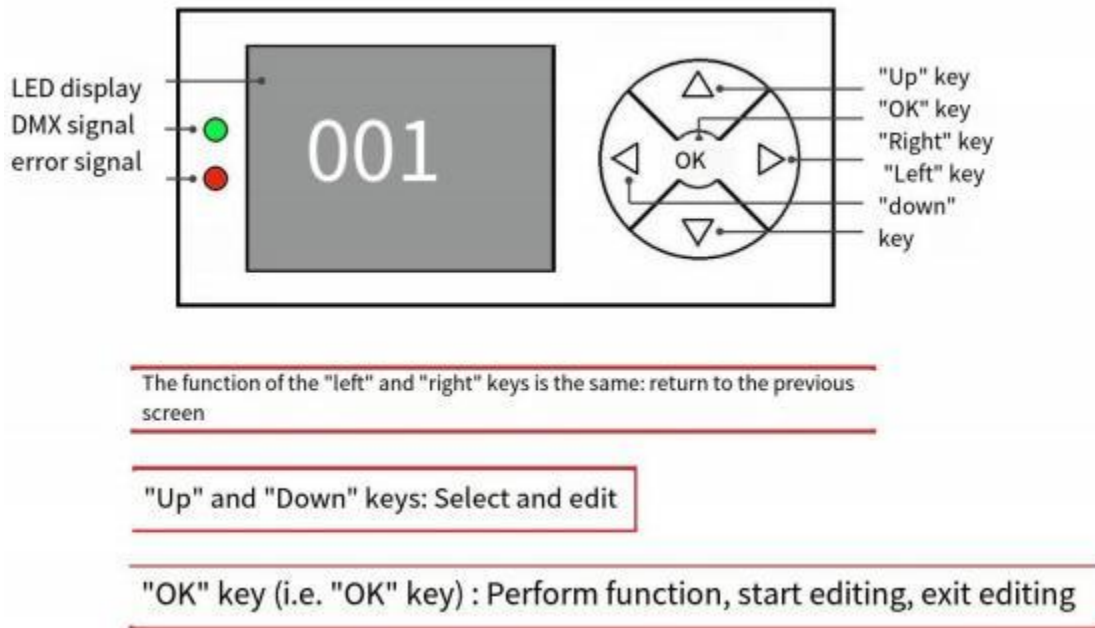 LED display
DMX signal
error signal
001
OK
"Up" key
"OK" key
"Right" key
"Left" key
"down"
key
The function of the "left" and "right" keys is the same: return to the previous
screen
"Up" and "Down" keys: Select and edit
"OK" key (i.e. "OK" key) : Perform function, start editing, exit editing